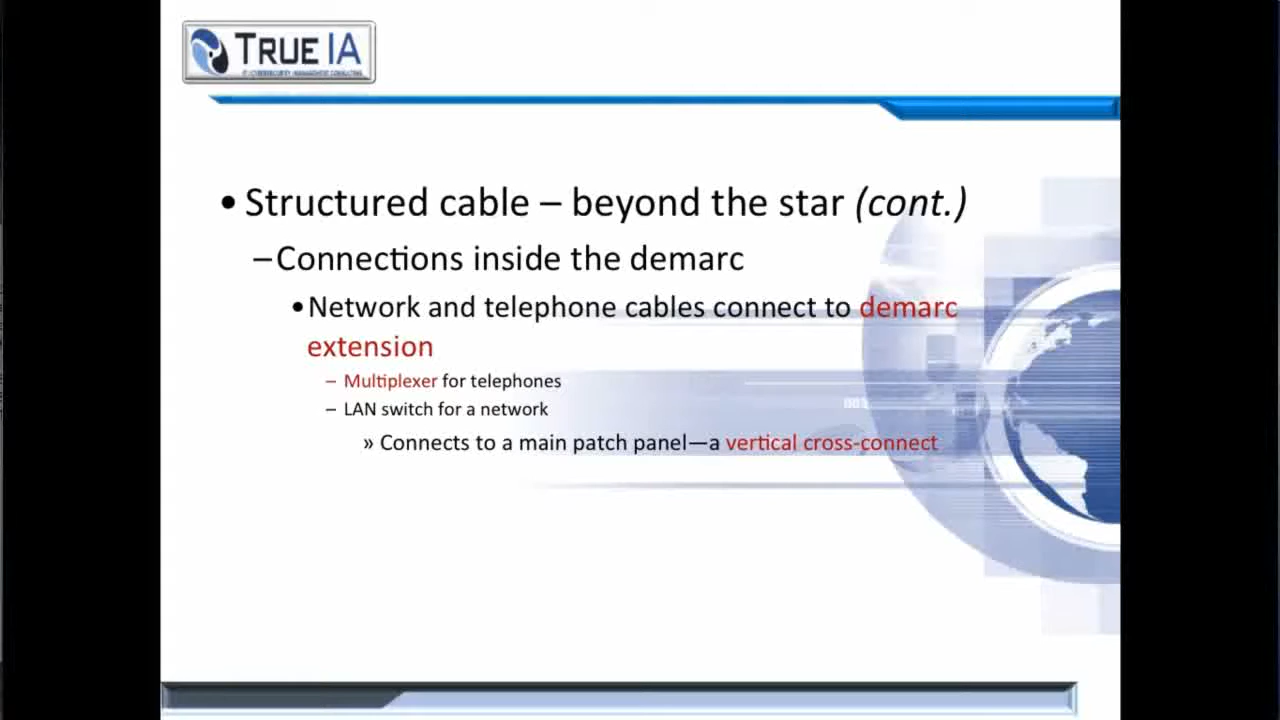 TRUE IA
• Structured cable – beyond the star (cont.)
–Connections inside the demarc
•Network and telephone cables connect to demarc
extension
– Multiplexer for telephones
– LAN switch for a network
» Connects to a main patch panel—a vertical cross-connect